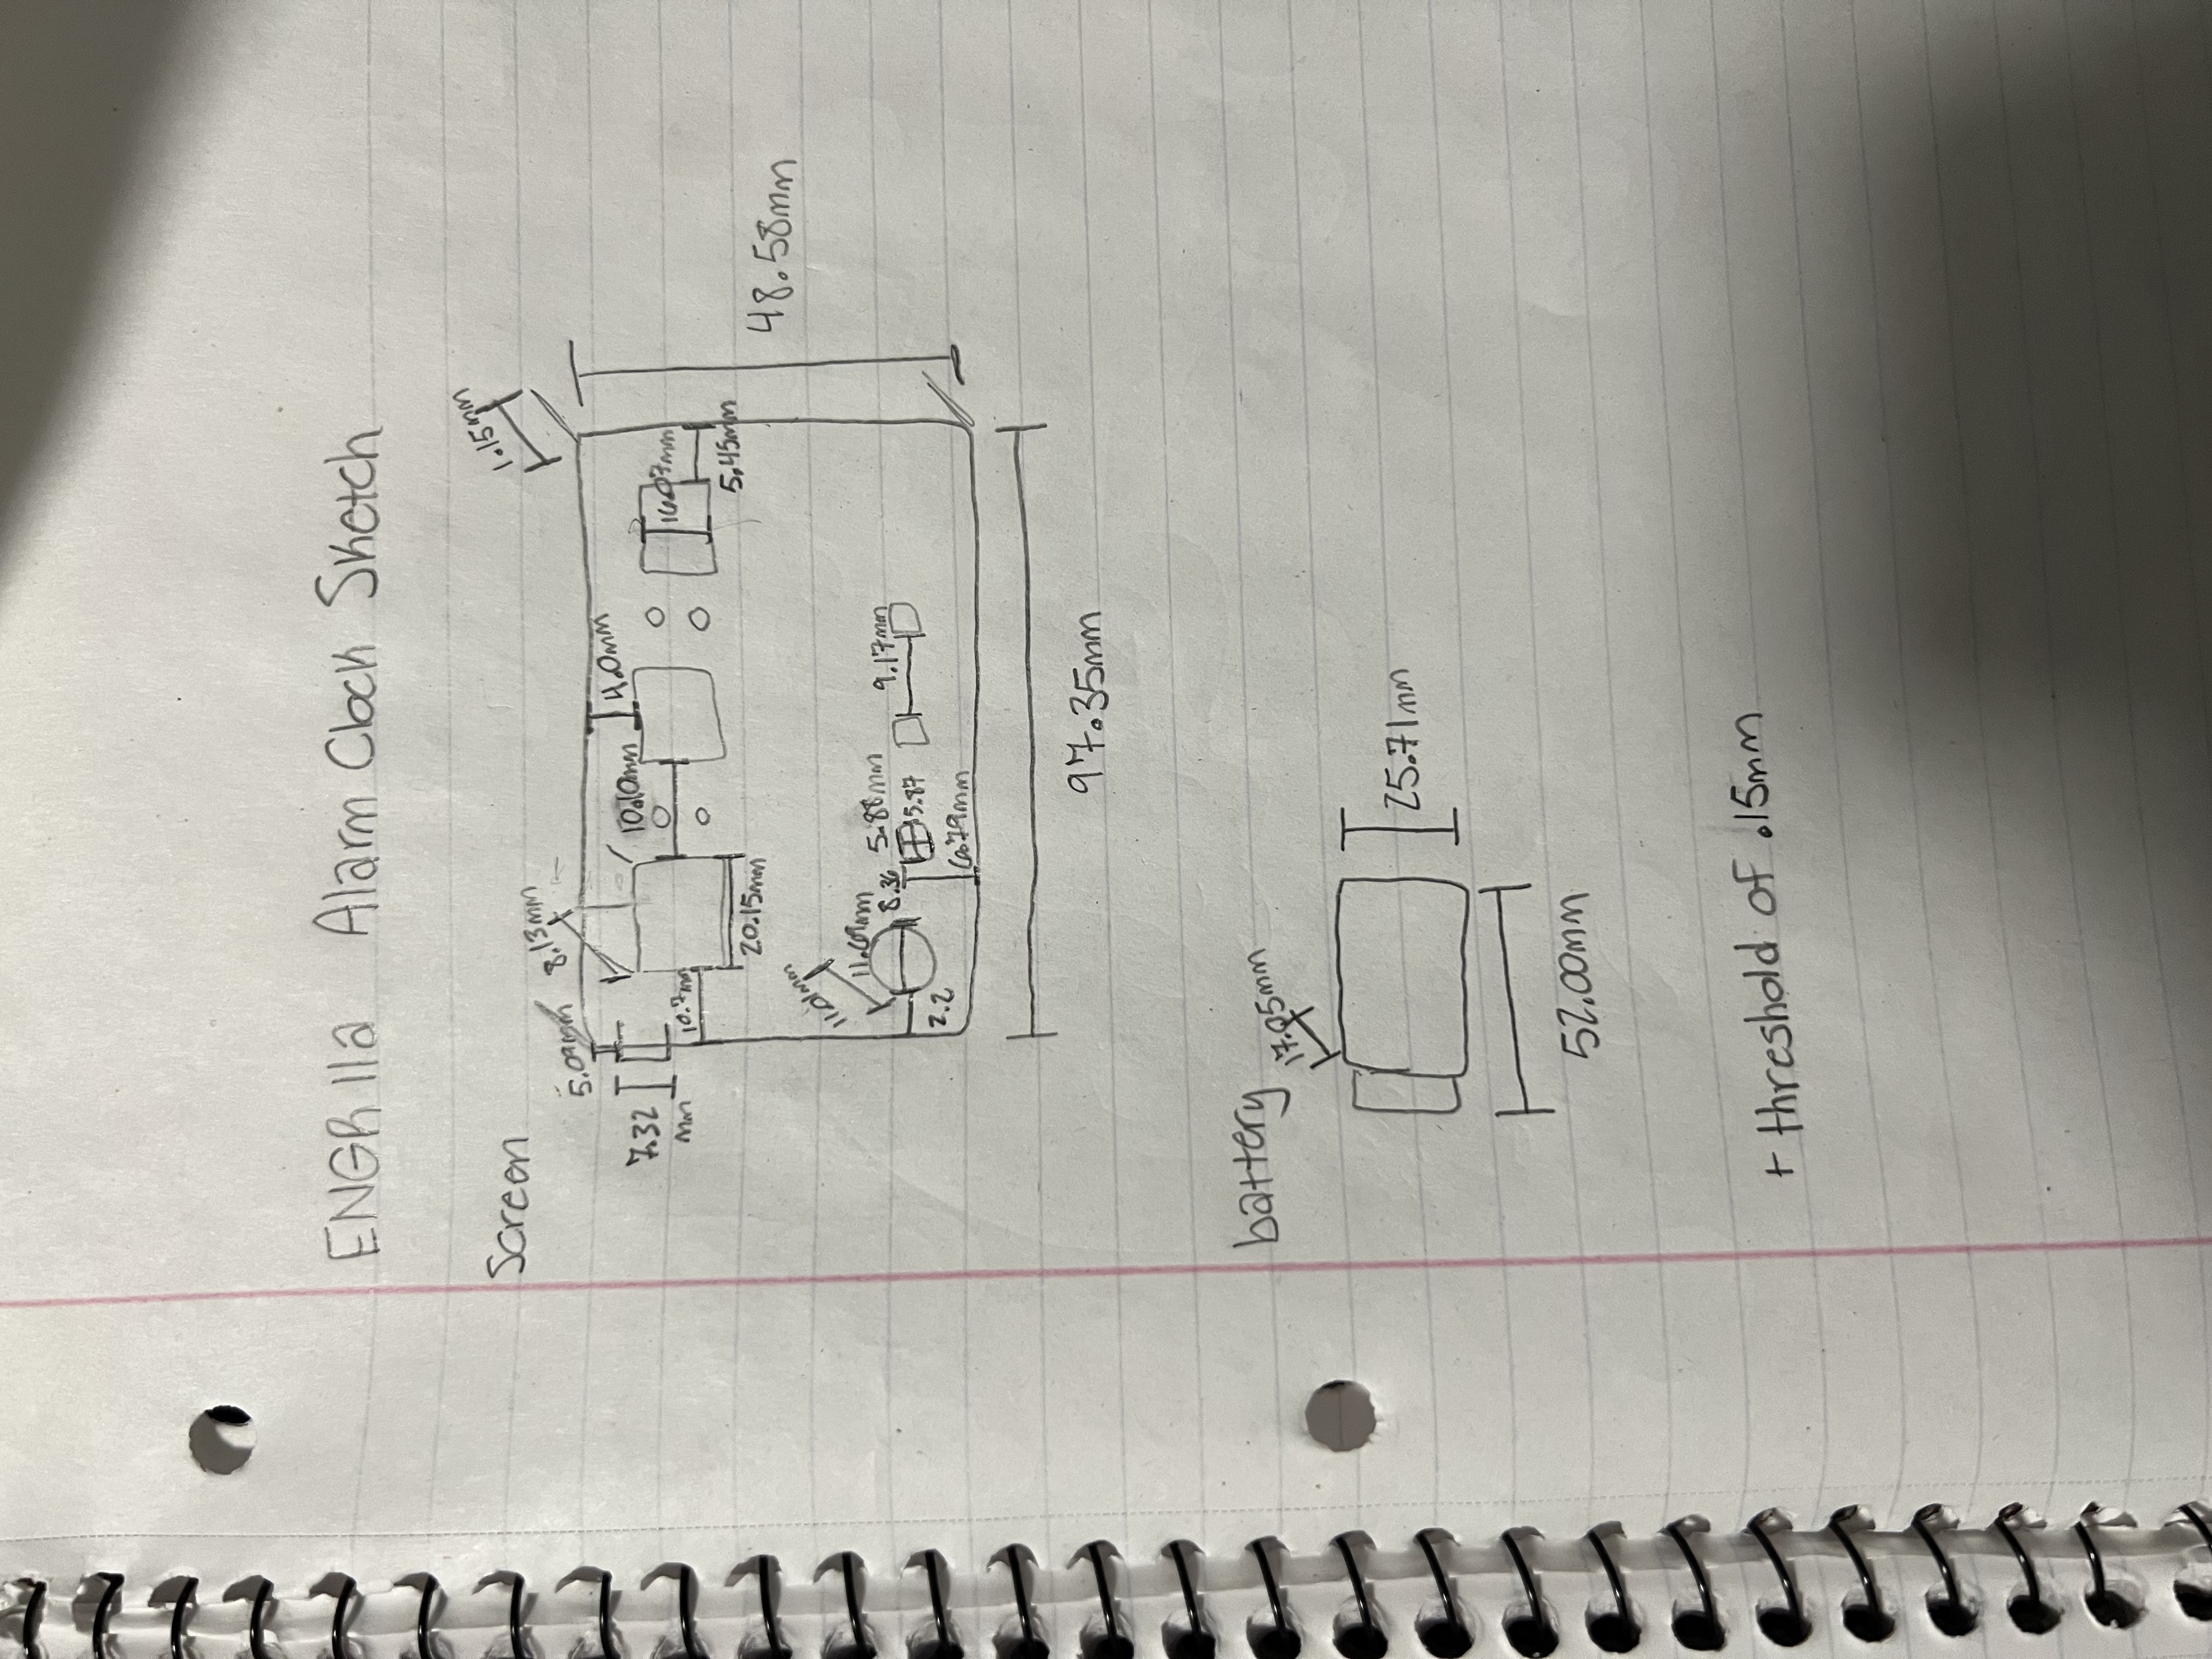 ENGR 11a Alarm Clock Sketch
Screen
1.15mm
8.13mm
5.09mm
4.0mm
10.10mm
7.32
mm
16.07mm
10.7mm
5.45mm
20.15mm
48.58mm
11.01mm
11.69mm
8.36
5.88mm
9.17mm
5.87
2.2
6.79mm
97.35mm
battery
17.05mm
25.71mm
52.00mm
+ threshold of .15mm